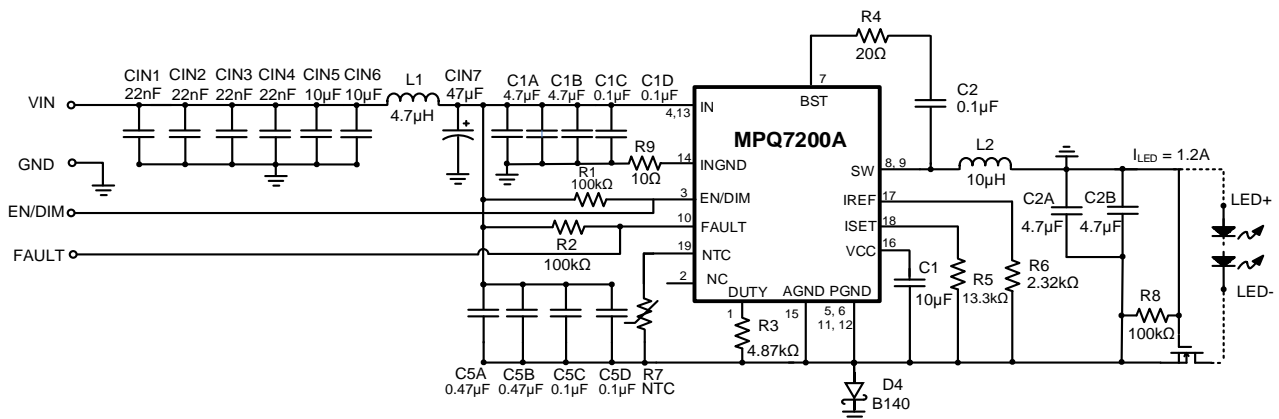 R4
20Ω
7
BST
CIN1 CIN2 CIN3 CIN4 CIN5 CIN6
22nF 22nF 22nF 22nF 10µF 10µF
L1
4.7µH
CIN7
47µF
C1A C1B C1C C1D
4.7µF 4.7µF 0.1µF 0.1µF
C2
0.1µF
VIN
4,13
IN
MPQ7200A
GND
R9
10Ω
14
INGND
SW
8, 9
L2
10µH
ILED = 1.2A
R1
100kΩ
3
EN/DIM
IREF
17
C2A
4.7µF
C2B
4.7µF
LED+
EN/DIM
10
FAULT
ISET
18
FAULT
R2
100kΩ
19
NTC
VCC
16
2
NC
C1
10µF
R5
13.3kΩ
R6
2.32kΩ
LED-
DUTY
AGND
PGND
1
15
5, 6
11, 12
R3
4.87kΩ
R8
100kΩ
C5A C5B C5C C5D
0.47µF 0.47µF 0.1µF 0.1µF
R7
NTC
D4
B140